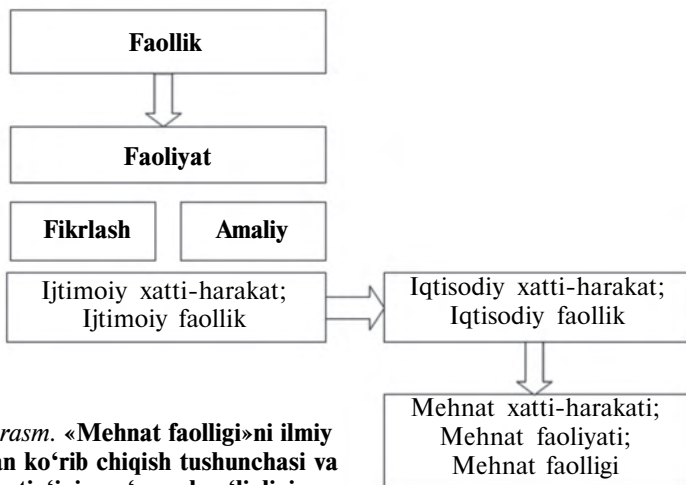 Faollik
Faoliyat
Fikrlash Amaliy
Ijtimoiy xatti-harakat;
Ijtimoiy faollik
Iqtisodiy xatti-harakat;
Iqtisodiy faollik
Mehnat xatti-harakati;
Mehnat faoliyati;
Mehnat faolligi
rasm. «Mehnat faolligi»ni ilmiy
ko‘rib chiqish tushunchasi va